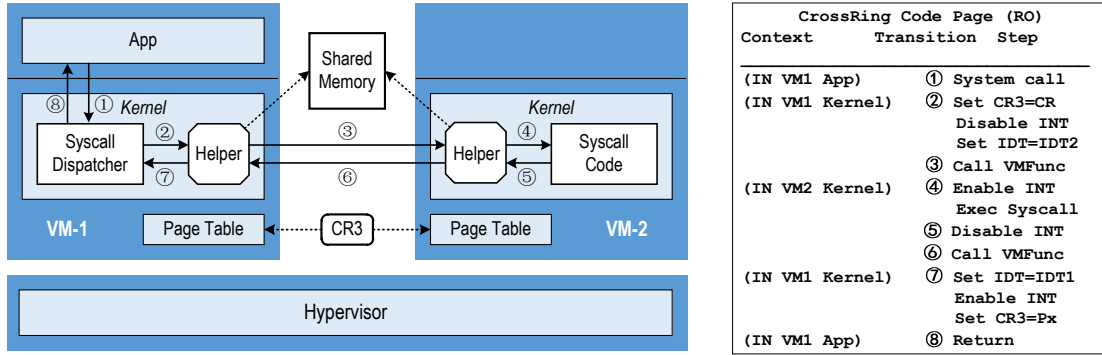 App
Shared
Memory
⑧
①
Kernel
Kernel
Syscall
Dispatcher
②
Helper
③
Helper
④
Syscall
Code
⑦
⑥
⑤
VM-1
Page Table
CR3
Page Table
VM-2
Hypervisor
CrossRing Code Page (RO)
Context Transition Step
(IN VM1 App) ① System call
(IN VM1 Kernel) ② Set CR3=CR
Disable INT
Set IDT=IDT2
③ Call VMFunc
(IN VM2 Kernel) ④ Enable INT
Exec Syscall
⑤ Disable INT
⑥ Call VMFunc
(IN VM1 Kernel) ⑦ Set IDT=IDT1
Enable INT
Set CR3=Px
(IN VM1 App) ⑧ Return